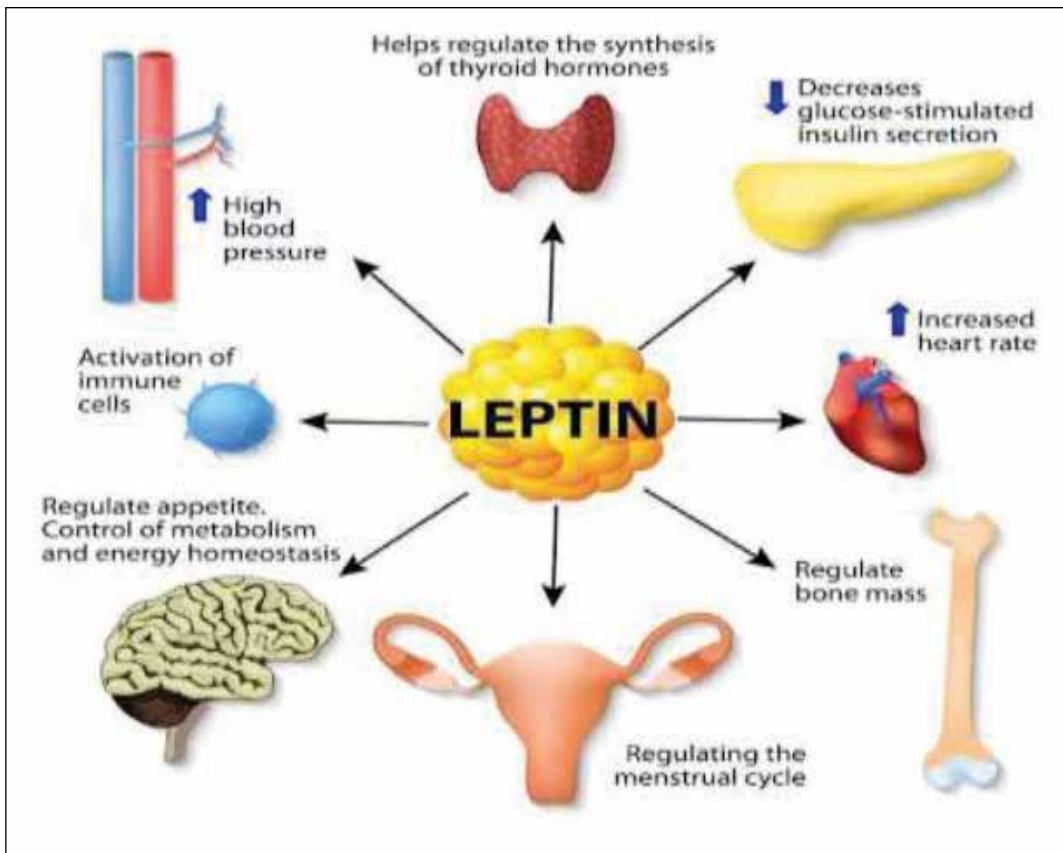 Helps regulate the synthesis
of thyroid hormones
Decreases
glucose-stimulated
insulin secretion
High
blood
pressure
Increased
heart rate
Activation of
immune
cells
LEPTIN
Regulate appetite.
Control of metabolism
and energy homeostasis
Regulate
bone mass
Regulating the
menstrual cycle